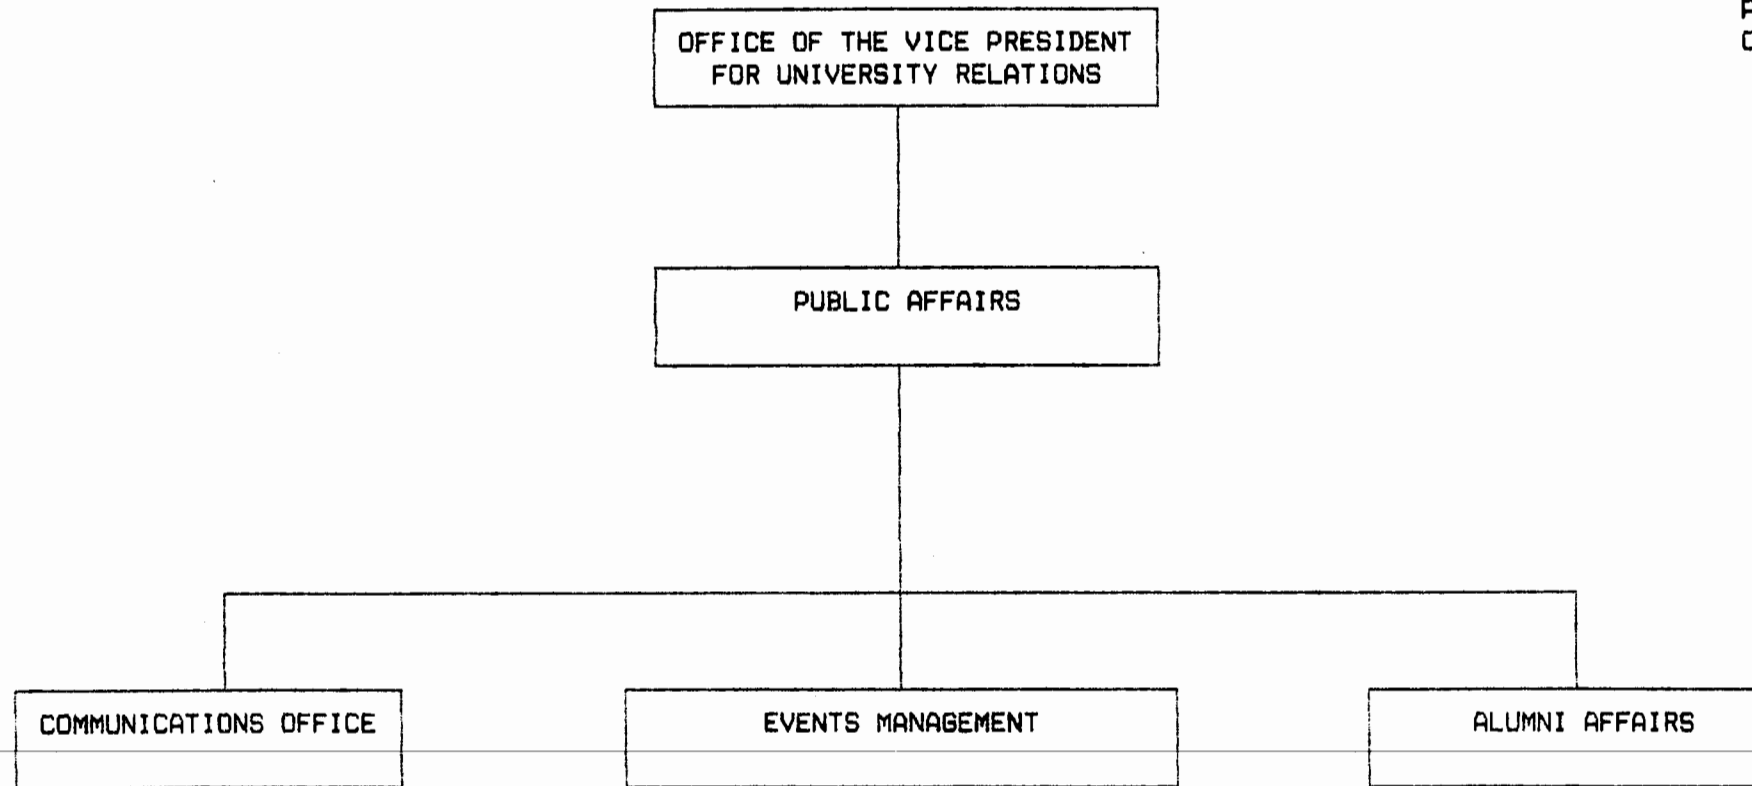 OFFICE OF THE VICE PRESIDENT
FOR UNIVERSITY RELATIONS
PUBLIC AFFAIRS
COMMUNICATIONS OFFICE
EVENTS MANAGEMENT
ALUMNI AFFAIRS